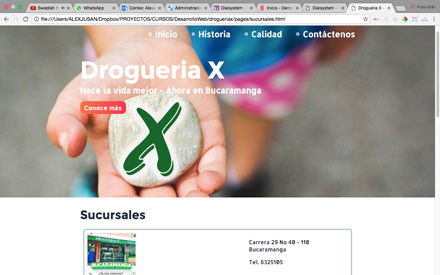 Swedish
WhatsApp
Correo: Ale
Administraci
Dialsystem
Inicio - Den
Dialsystem
Drogueria X
file:///Users/ALEXJUSAN/Dropbox/PROYECTOS/CURSOS/DesarrolloWeb/drogueriax/pages/sucursales.html
Inicio Historia Calidad Contáctenos
Drogueria X
Hace la vida mejor - Ahora en Bucaramanga
Conoce más
X
Sucursales
Carrera 29 No 40 - 110
Bucaramanga
Tel. 6325105
BUCARAMANGA